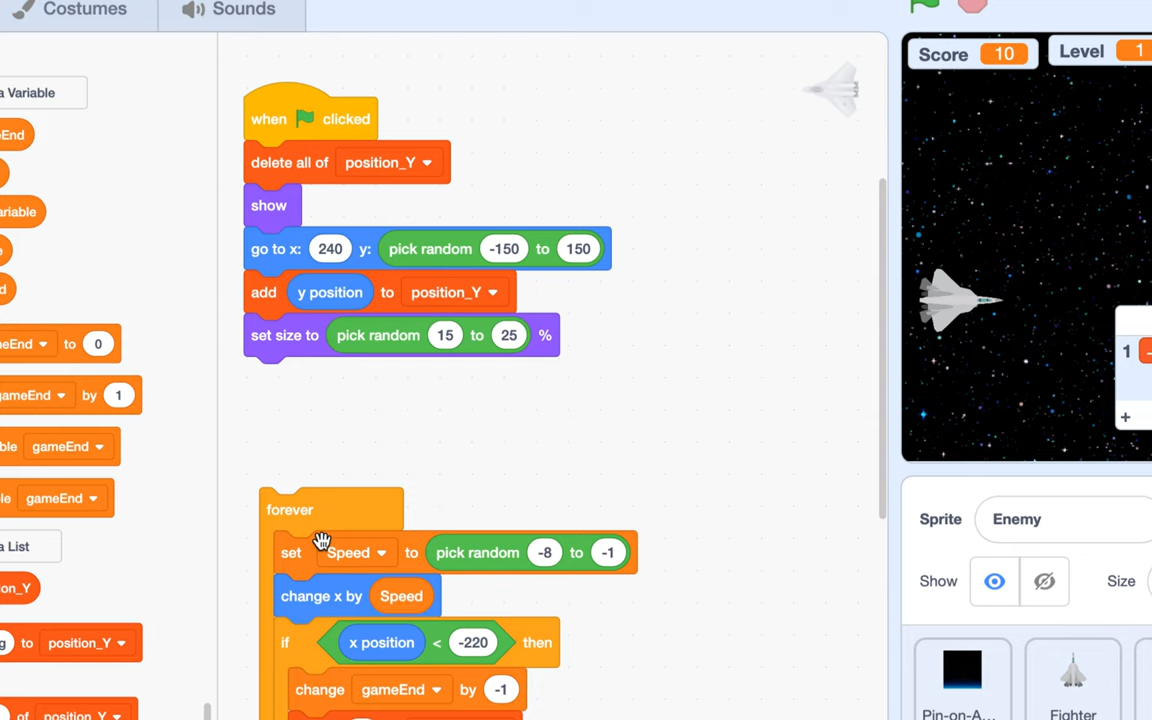 Costumes
Sounds
a Variable
eEnd
ariable
e
d
neEnd to 0
gameEnd by 1
ble gameEnd
le gameEnd
a List
on_Y
g to position_Y
of position_Y
when clicked
delete all of position_Y
show
go to x: 240 y: pick random -150 to 150
add y position to position_Y
set size to pick random 15 to 25 %
forever
set Speed to pick random -8 to -1
change x by Speed
if x position < -220 then
change gameEnd by -1
Score 10
Level 1
1 -
+
Sprite Enemy
Show
Size
Pin-on-A...
Fighter